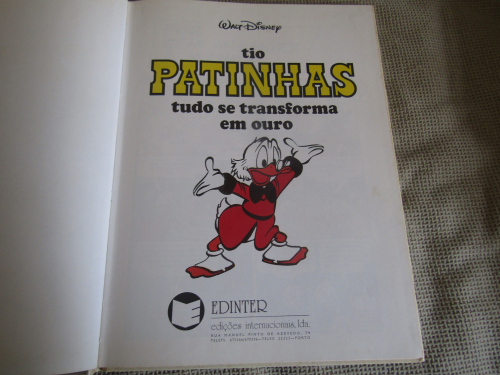 WALT DISNEY
tio
PATINHAS
tudo se transforma
em ouro
EDINTER
edições internacionais, lda.